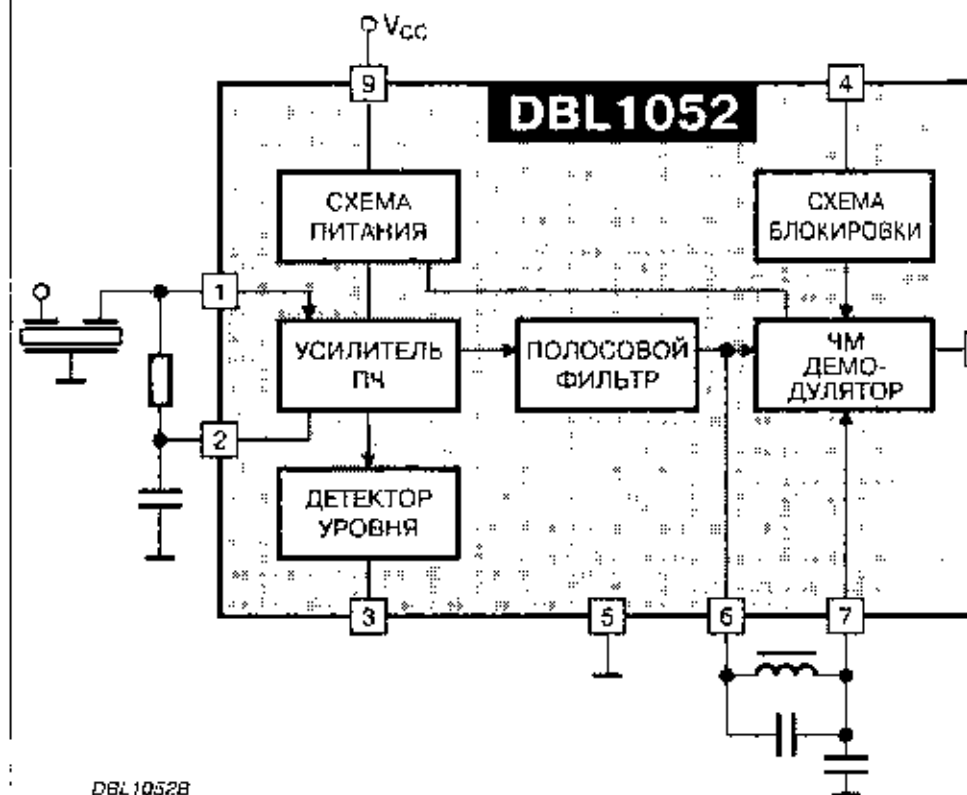 VCC
9
4
DBL1052
СХЕМА
ПИТАНИЯ
СХЕМА
БЛОКИРОВКИ
1
УСИЛИТЕЛЬ
ПЧ
ПОЛОСОВОЙ
ФИЛЬТР
ЧМ
ДЕМО-
ДУЛЯТОР
2
ДЕТЕКТОР
УРОВНЯ
3
5
6
7
DBL1052B